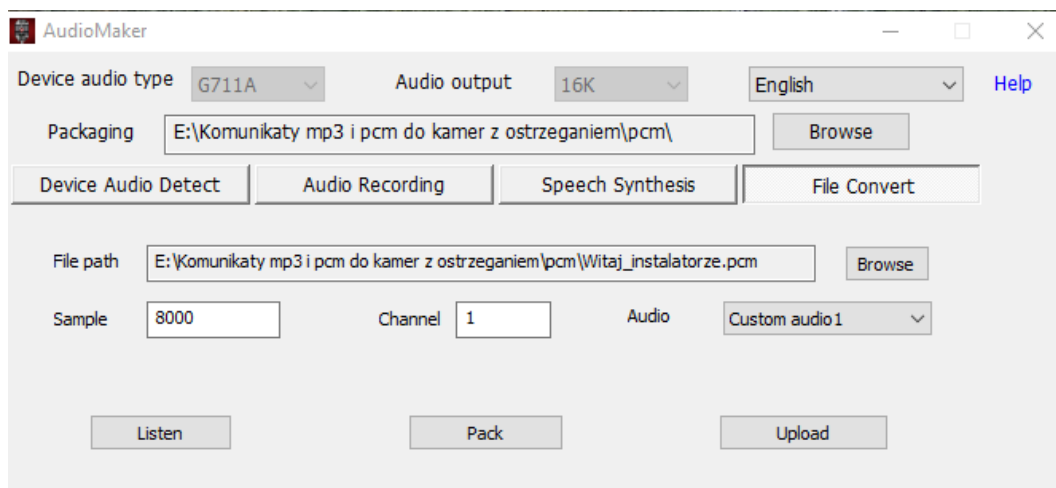 AudioMaker
Device audio type G711A Audio output 16K English Help
Packaging E:\Komunikaty mp3 i pcm do kamer z ostrzeganiem\pcm\ Browse
Device Audio Detect Audio Recording Speech Synthesis File Convert
File path E:\Komunikaty mp3 i pcm do kamer z ostrzeganiem\pcm\Witaj_instalatorze.pcm Browse
Sample 8000 Channel 1 Audio Custom audio1
Listen Pack Upload